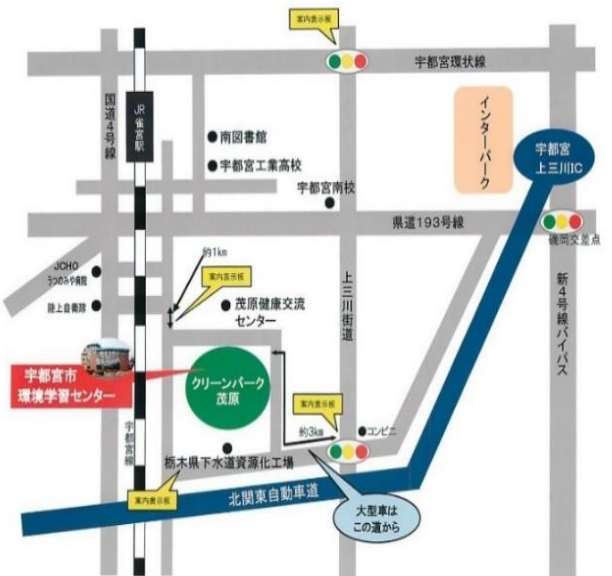 案内表示板
宇都宮環状線
国道4号線
JR雀宮駅
南図書館
宇都宮工業高校
インターパーク
宇都宮
上三川IC
宇都宮南校
県道193号線
磯岡交差点
JCHO
うつのみや病院
約1km
案内表示板
陸上自衛隊
茂原健康交流
センター
上三川街道
新4号線バイパス
宇都宮市
環境学習センター
クリーンパーク
茂原
案内表示板
コンビニ
約3km
宇都宮線
栃木県下水道資源化工場
案内表示板
北関東自動車道
大型車は
この道から